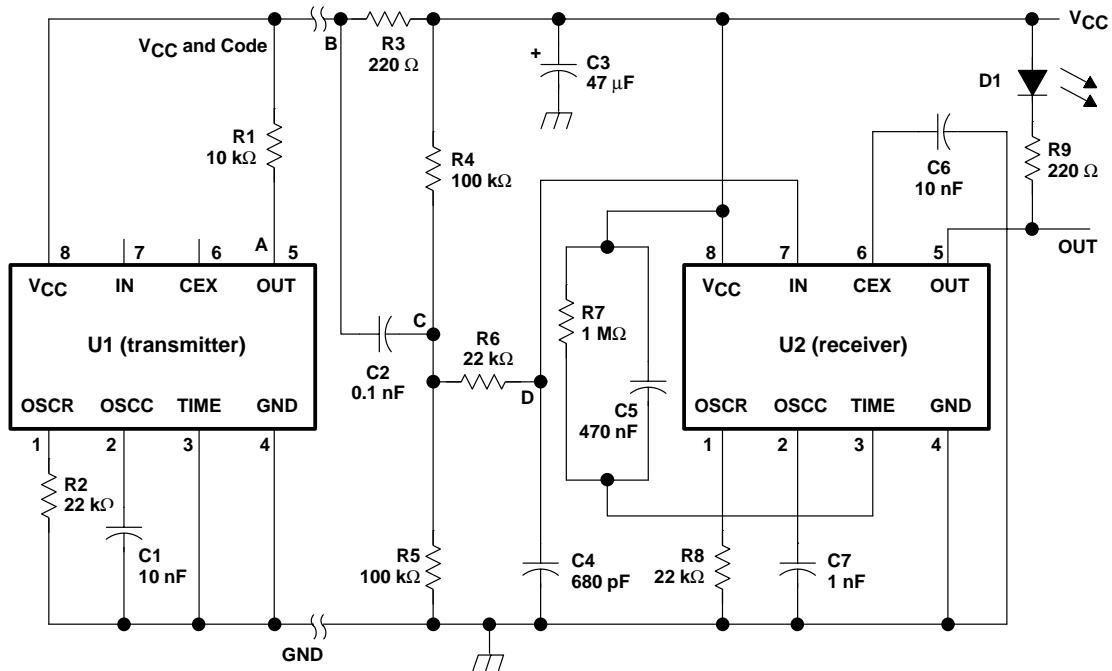 VCC and Code
B
R3
220 Ω
VCC
+
C3
47 μF
D1
R1
10 kΩ
R4
100 kΩ
C6
10 nF
R9
220 Ω
A
8
7
6
5
8
7
6
5
OUT
VCC
IN
CEX
OUT
U1 (transmitter)
OSCR
OSCC
TIME
GND
1
2
3
4
C
C2
0.1 nF
R6
22 kΩ
D
R7
1 MΩ
C5
470 nF
VCC
IN
CEX
OUT
U2 (receiver)
OSCR
OSCC
TIME
GND
1
2
3
4
R2
22 kΩ
C1
10 nF
R5
100 kΩ
C4
680 pF
R8
22 kΩ
C7
1 nF
GND